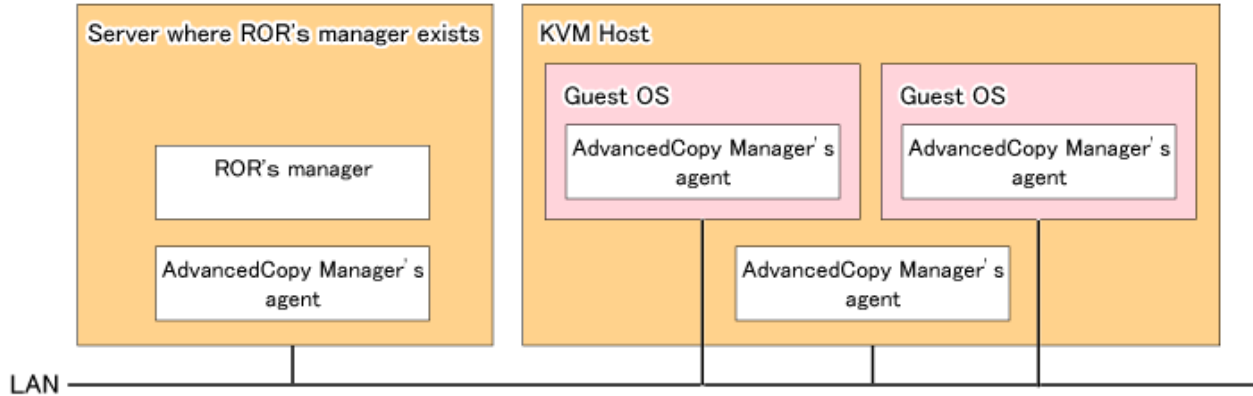 Server where ROR's manager exists
ROR's manager
AdvancedCopy Manager's
agent
KVM Host
Guest OS
AdvancedCopy Manager's
agent
Guest OS
AdvancedCopy Manager's
agent
AdvancedCopy Manager's
agent
LAN